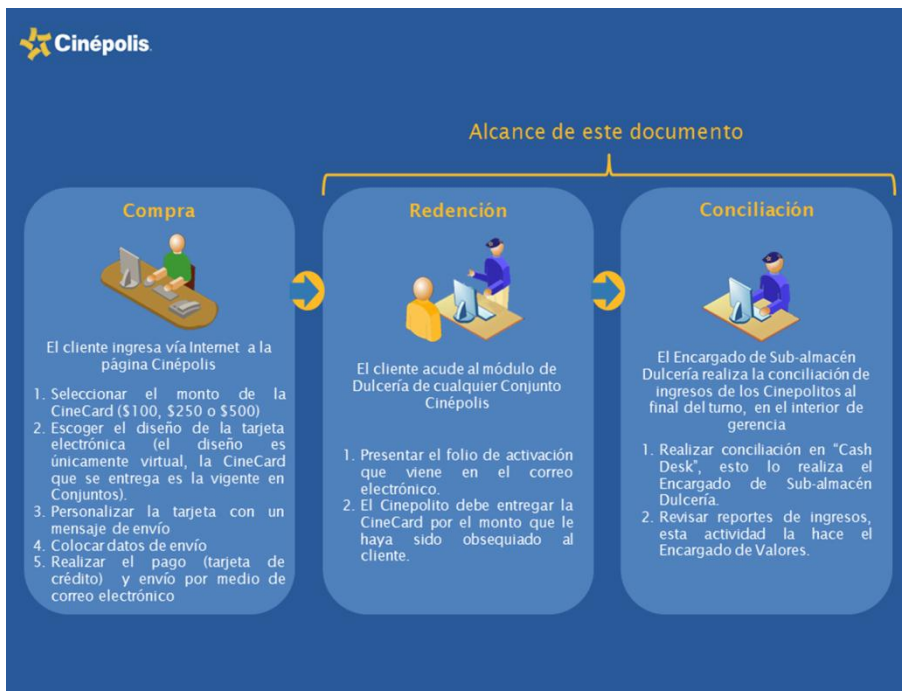 Cinépolis
Alcance de este documento
Compra
El cliente ingresa vía Internet a la
página Cinépolis
1. Seleccionar el monto de la
CineCard ($100, $250 o $500)
2. Escoger el diseño de la tarjeta
electrónica (el diseño es
únicamente virtual, la CineCard
que se entrega es la vigente en
Conjuntos).
3. Personalizar la tarjeta con un
mensaje de envío
4. Colocar datos de envío
5. Realizar el pago (tarjeta de
crédito) y envío por medio de
correo electrónico
Redención
El cliente acude al módulo de
Dulcería de cualquier Conjunto
Cinépolis
1. Presentar el folio de activación
que viene en el correo
electrónico.
2. El Cinepolito debe entregar la
CineCard por el monto que le
haya sido obsequiado al
cliente.
Conciliación
El Encargado de Sub-almacén
Dulcería realiza la conciliación de
ingresos de los Cinepolitos al
final del turno, en el interior de
gerencia
1. Realizar conciliación en “Cash
Desk”, esto lo realiza el
Encargado de Sub-almacén
Dulcería.
2. Revisar reportes de ingresos,
esta actividad la hace el
Encargado de Valores.